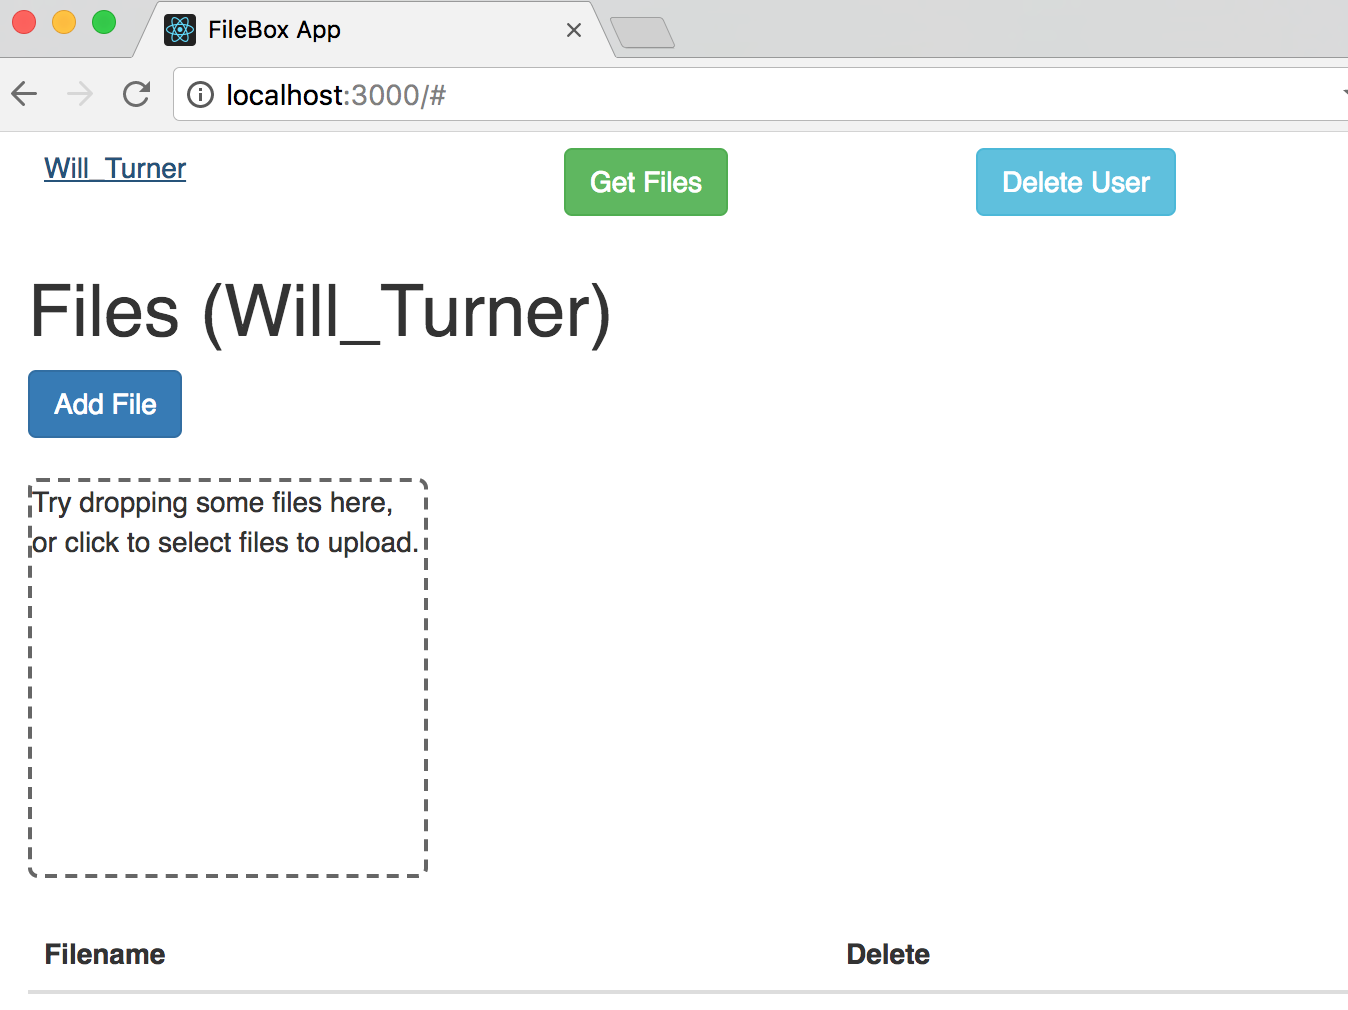 FileBox App
localhost:3000/#
Will_Turner
Get Files
Delete User
Files (Will_Turner)
Add File
Try dropping some files here,
or click to select files to upload.
Filename
Delete